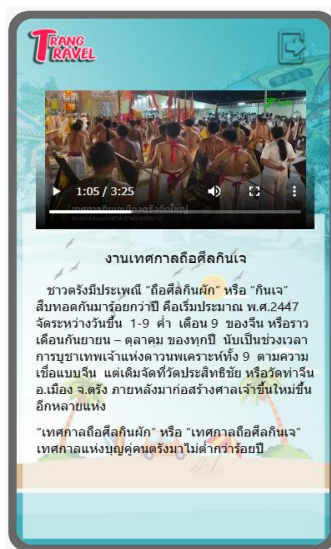 TRANG
TRAVEL
1:05 / 3:25
งานเทศกาลถือศีลกินเจ
ชาวตรังมีประเพณี “ถือศีลกินผัก” หรือ “กินเจ”
สืบทอดกันมาร้อยกว่าปี คือเริ่มประมาณ พ.ศ.2447
จัดระหว่างวันขึ้น 1-9 ค่ำ เดือน 9 ของจีน หรือราว
เดือนกันยายน – ตุลาคม ของทุกปี นับเป็นช่วงเวลา
การบูชาเทพเจ้าแห่งดาวนพเคราะห์ทั้ง 9 ตามความ
เชื่อแบบจีน แต่เดิมจัดที่วัดประสิทธิชัย หรือวัดท่าจีน
อ.เมือง จ.ตรัง ภายหลังมาก่อสร้างศาลเจ้าขึ้นใหม่ขึ้น
อีกหลายแห่ง
“เทศกาลถือศีลกินผัก” หรือ “เทศกาลถือศีลกินเจ”
เทศกาลแห่งบุญคู่คนตรังมาไม่ต่ำกว่าร้อยปี